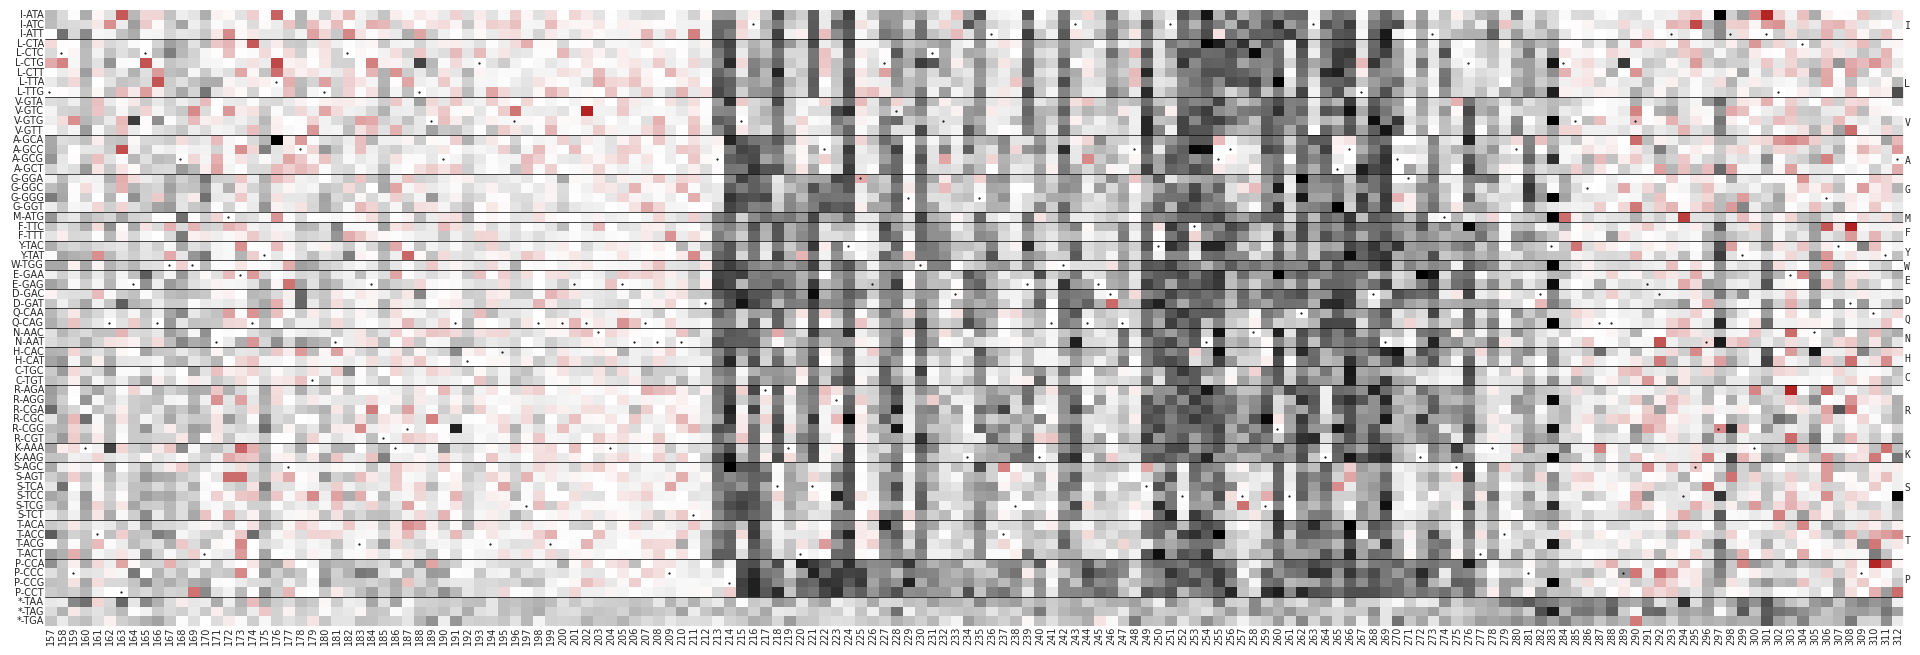 I-ATA
I-ATC
I-ATT
L-CTA
L-CTC
L-CTG
L-CTT
L-TTA
L-TTG
V-GTA
V-GTC
V-GTG
V-GTT
A-GCA
A-GCC
A-GCG
A-GCT
G-GGA
G-GGC
G-GGG
G-GGT
M-ATG
F-TTC
F-TTT
Y-TAC
Y-TAT
W-TGG
E-GAA
E-GAG
D-GAC
D-GAT
Q-CAA
Q-CAG
N-AAC
N-AAT
H-CAC
H-CAT
C-TGC
C-TGT
R-AGA
R-AGG
R-CGA
R-CGC
R-CGG
R-CGT
K-AAA
K-AAG
S-AGC
S-AGT
S-TCA
S-TCC
S-TCG
S-TCT
T-ACA
T-ACC
T-ACG
T-ACT
P-CCA
P-CCC
P-CCG
P-CCT
*-TAA
*-TAG
*-TGA
I
L
V
A
G
M
F
Y
W
E
D
Q
N
H
C
R
K
S
T
P
157 158 159 160 161 162 163 164 165 166 167 168 169 170 171 172 173 174 175 176 177 178 179 180 181 182 183 184 185 186 187 188 189 190 191 192 193 194 195 196 197 198 199 200 201 202 203 204 205 206 207 208 209 210 211 212 213 214 215 216 217 218 219 220 221 222 223 224 225 226 227 228 229 230 231 232 233 234 235 236 237 238 239 240 241 242 243 244 245 246 247 248 249 250 251 252 253 254 255 256 257 258 259 260 261 262 263 264 265 266 267 268 269 270 271 272 273 274 275 276 277 278 279 280 281 282 283 284 285 286 287 288 289 290 291 292 293 294 295 296 297 298 299 300 301 302 303 304 305 306 307 308 309 310 311 312